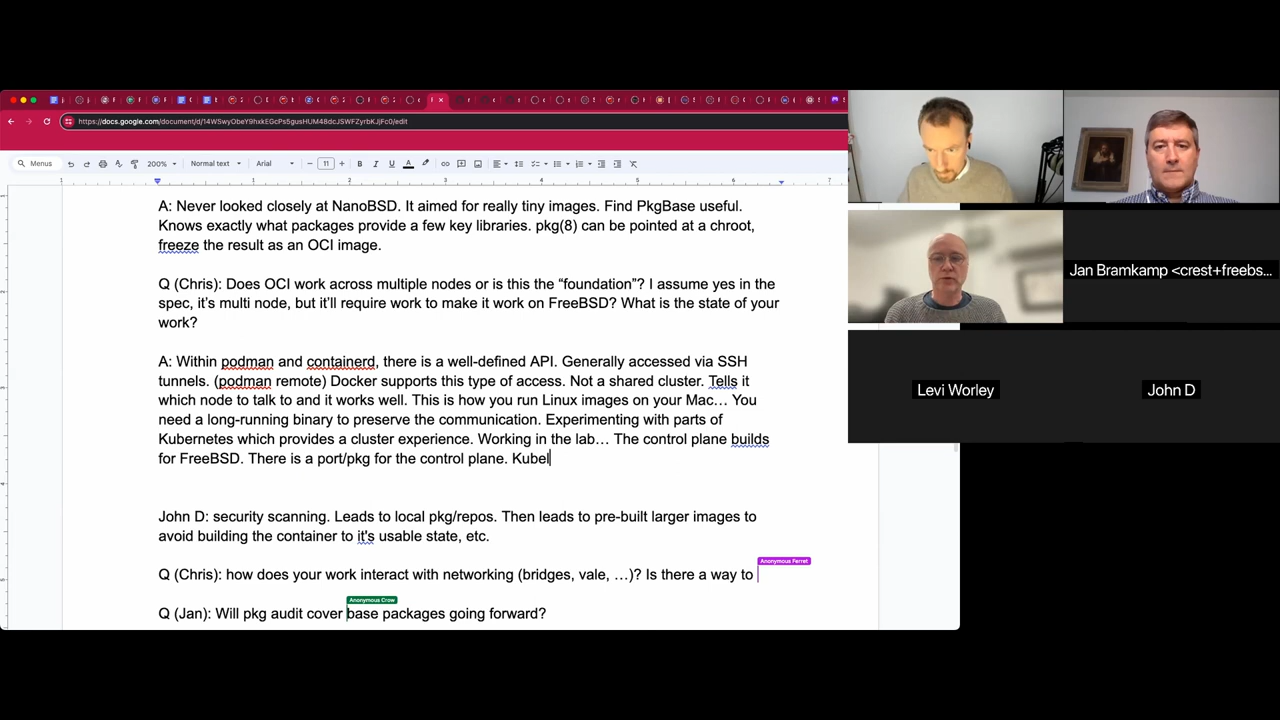 https://docs.google.com/document/d/14WSwyObeY9hxkEGcPs5gusHUM48dcJSWFZyrbKJjFc0/edit
Menus
200%
Normal text
Arial
11
A: Never looked closely at NanoBSD. It aimed for really tiny images. Find PkgBase useful.
Knows exactly what packages provide a few key libraries. pkg(8) can be pointed at a chroot,
freeze the result as an OCI image.
Q (Chris): Does OCI work across multiple nodes or is this the “foundation”? I assume yes in the
spec, it’s multi node, but it’ll require work to make it work on FreeBSD? What is the state of your
work?
A: Within podman and containerd, there is a well-defined API. Generally accessed via SSH
tunnels. (podman remote) Docker supports this type of access. Not a shared cluster. Tells it
which node to talk to and it works well. This is how you run Linux images on your Mac… You
need a long-running binary to preserve the communication. Experimenting with parts of
Kubernetes which provides a cluster experience. Working in the lab… The control plane builds
for FreeBSD. There is a port/pkg for the control plane. Kubel
John D: security scanning. Leads to local pkg/repos. Then leads to pre-built larger images to
avoid building the container to it's usable state, etc.
Anonymous Ferret
Q (Chris): how does your work interact with networking (bridges, vale, …)? Is there a way to
Anonymous Crow
Q (Jan): Will pkg audit cover base packages going forward?
Jan Bramkamp <crest+freebs...
Levi Worley
John D